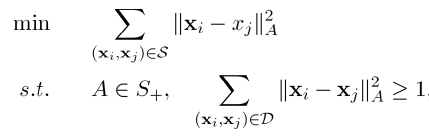 min ∑_{(𝐱_i,𝐱_j)∈𝒮} ‖𝐱_i − x_j‖²_A
s.t. A ∈ S_+, ∑_{(𝐱_i,𝐱_j)∈𝒟} ‖𝐱_i − 𝐱_j‖²_A ≥ 1.